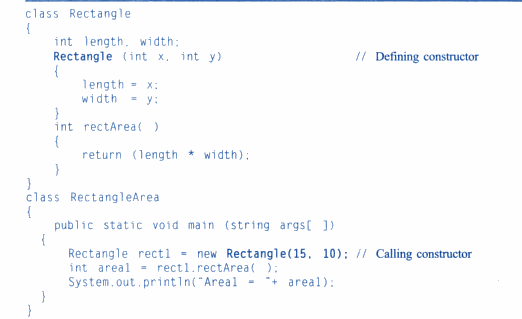 class Rectangle
{
int length, width;
Rectangle (int x, int y) // Defining constructor
{
length = x;
width = y;
}
int rectArea( )
{
return (length * width);
}
}
class RectangleArea
{
public static void main (string args[ ])
{
Rectangle rect1 = new Rectangle(15, 10); // Calling constructor
int area1 = rect1.rectArea( );
System.out.println("Area1 = "+ area1);
}
}